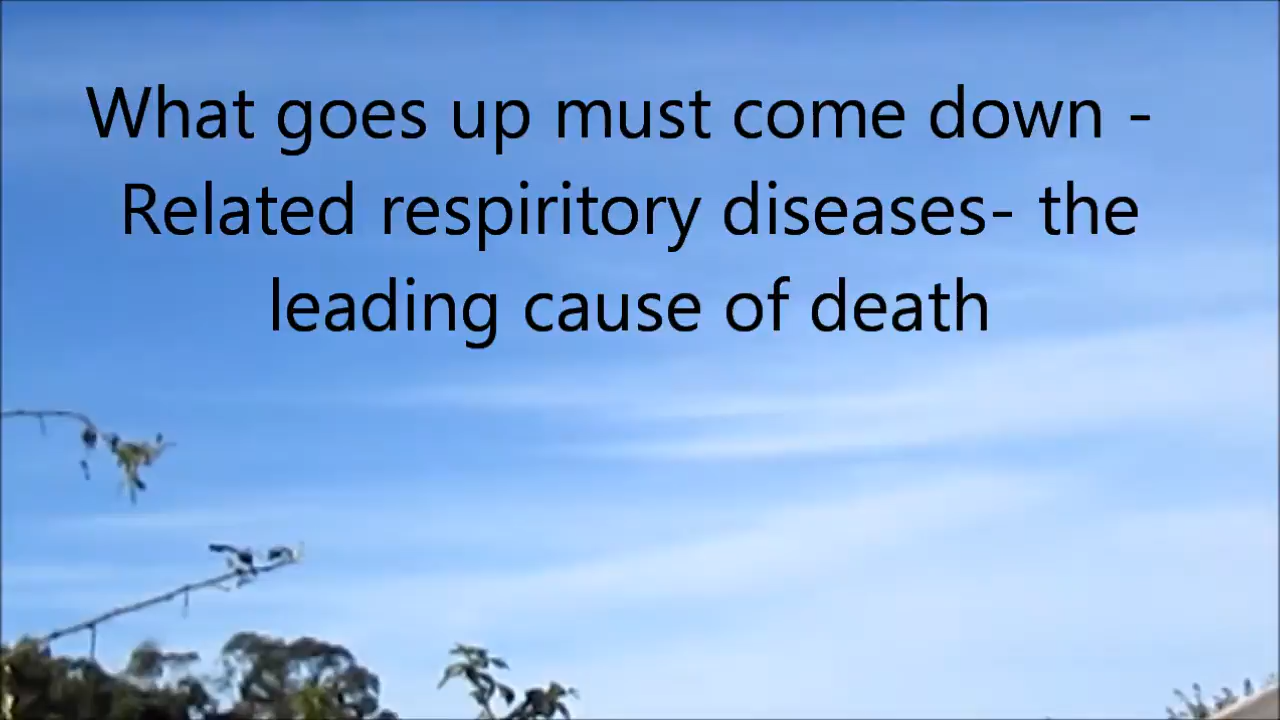 What goes up must come down -
Related respiritory diseases- the
leading cause of death